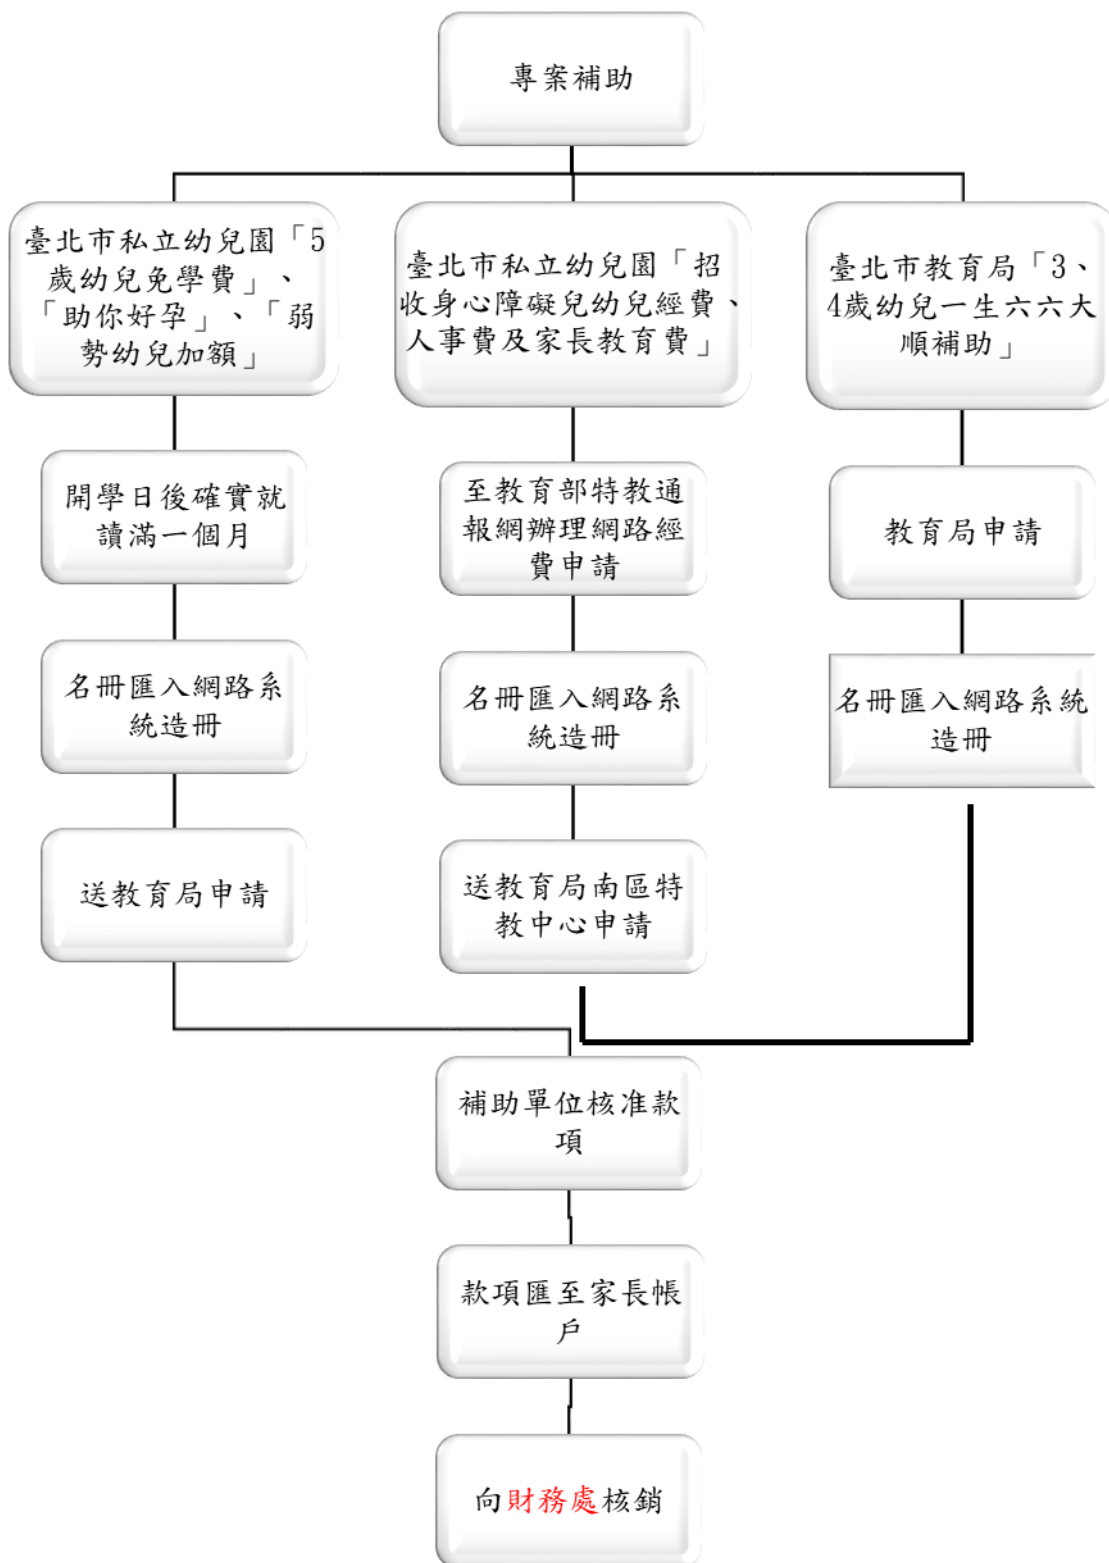 專案補助
臺北市私立幼兒園「5
歲幼兒免學費」、
「助你好孕」、「弱
勢幼兒加額」
臺北市私立幼兒園「招
收身心障礙兒幼兒經費、
人事費及家長教育費」
臺北市教育局「3、
4歲幼兒一生六六大
順補助」
開學日後確實就
讀滿一個月
至教育部特教通
報網辦理網路經
費申請
教育局申請
名冊匯入網路系
統造冊
名冊匯入網路系
統造冊
名冊匯入網路系統
造冊
送教育局申請
送教育局南區特
教中心申請
補助單位核准款
項
款項匯至家長帳
戶
向財務處核銷